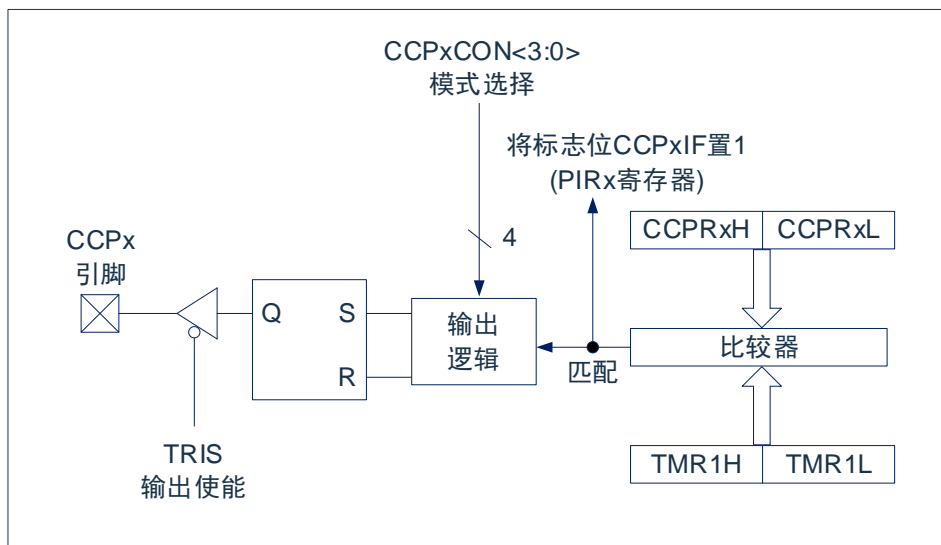 CCPxCON<3:0>
模式选择
将标志位CCPxIF置1
(PIRx寄存器)
CCPRxH CCPRxL
4
CCPx
引脚
Q S
R
输出
逻辑
匹配
比较器
TRIS
输出使能
TMR1H TMR1L